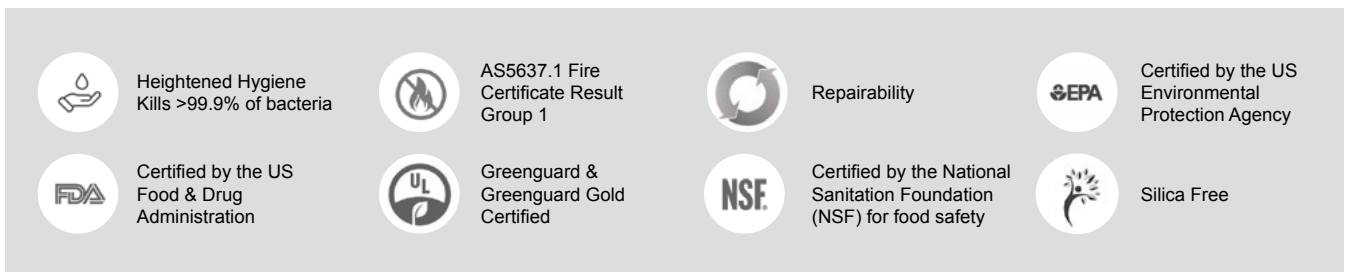 Heightened Hygiene
Kills >99.9% of bacteria
AS5637.1 Fire
Certificate Result
Group 1
Repairability
EPA
Certified by the US
Environmental
Protection Agency
FDA
Certified by the US
Food & Drug
Administration
UL
Greenguard &
Greenguard Gold
Certified
NSF.
Certified by the National
Sanitation Foundation
(NSF) for food safety
Silica Free